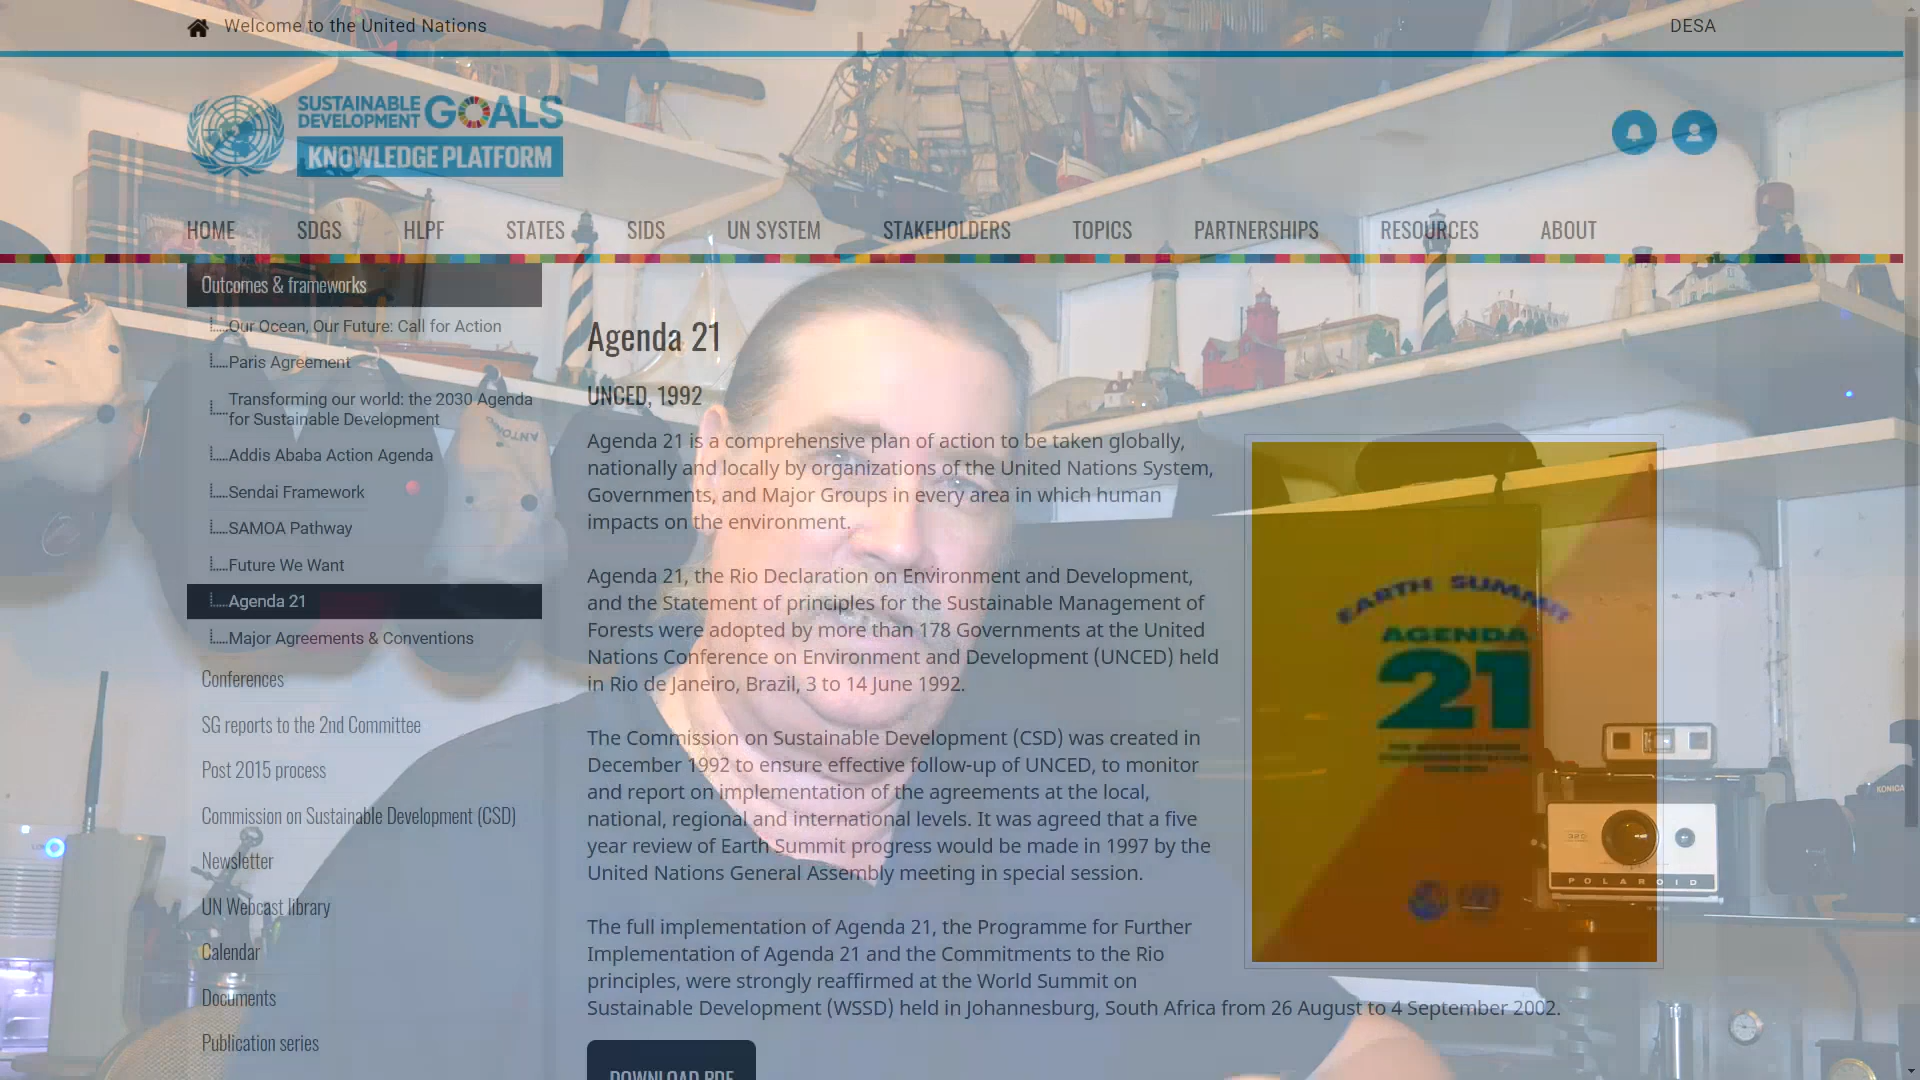 Welcome to the United Nations
DESA
SUSTAINABLE
DEVELOPMENT GOALS
KNOWLEDGE PLATFORM
HOME SDGS HLPF STATES SIDS UN SYSTEM STAKEHOLDERS TOPICS PARTNERSHIPS RESOURCES ABOUT
Outcomes & frameworks
Our Ocean, Our Future: Call for Action
Paris Agreement
Transforming our world: the 2030 Agenda
for Sustainable Development
Addis Ababa Action Agenda
Sendai Framework
SAMOA Pathway
Future We Want
Agenda 21
Major Agreements & Conventions
Conferences
SG reports to the 2nd Committee
Post 2015 process
Commission on Sustainable Development (CSD)
Newsletter
UN Webcast library
Calendar
Documents
Publication series
Agenda 21
UNCED, 1992
Agenda 21 is a comprehensive plan of action to be taken globally,
nationally and locally by organizations of the United Nations System,
Governments, and Major Groups in every area in which human
impacts on the environment.
Agenda 21, the Rio Declaration on Environment and Development,
and the Statement of principles for the Sustainable Management of
Forests were adopted by more than 178 Governments at the United
Nations Conference on Environment and Development (UNCED) held
in Rio de Janeiro, Brazil, 3 to 14 June 1992.
The Commission on Sustainable Development (CSD) was created in
December 1992 to ensure effective follow-up of UNCED, to monitor
and report on implementation of the agreements at the local,
national, regional and international levels. It was agreed that a five
year review of Earth Summit progress would be made in 1997 by the
United Nations General Assembly meeting in special session.
The full implementation of Agenda 21, the Programme for Further
Implementation of Agenda 21 and the Commitments to the Rio
principles, were strongly reaffirmed at the World Summit on
Sustainable Development (WSSD) held in Johannesburg, South Africa from 26 August to 4 September 2002.
DOWNLOAD PDF
EARTH SUMMIT
AGENDA
21
POLAROID
KONICA